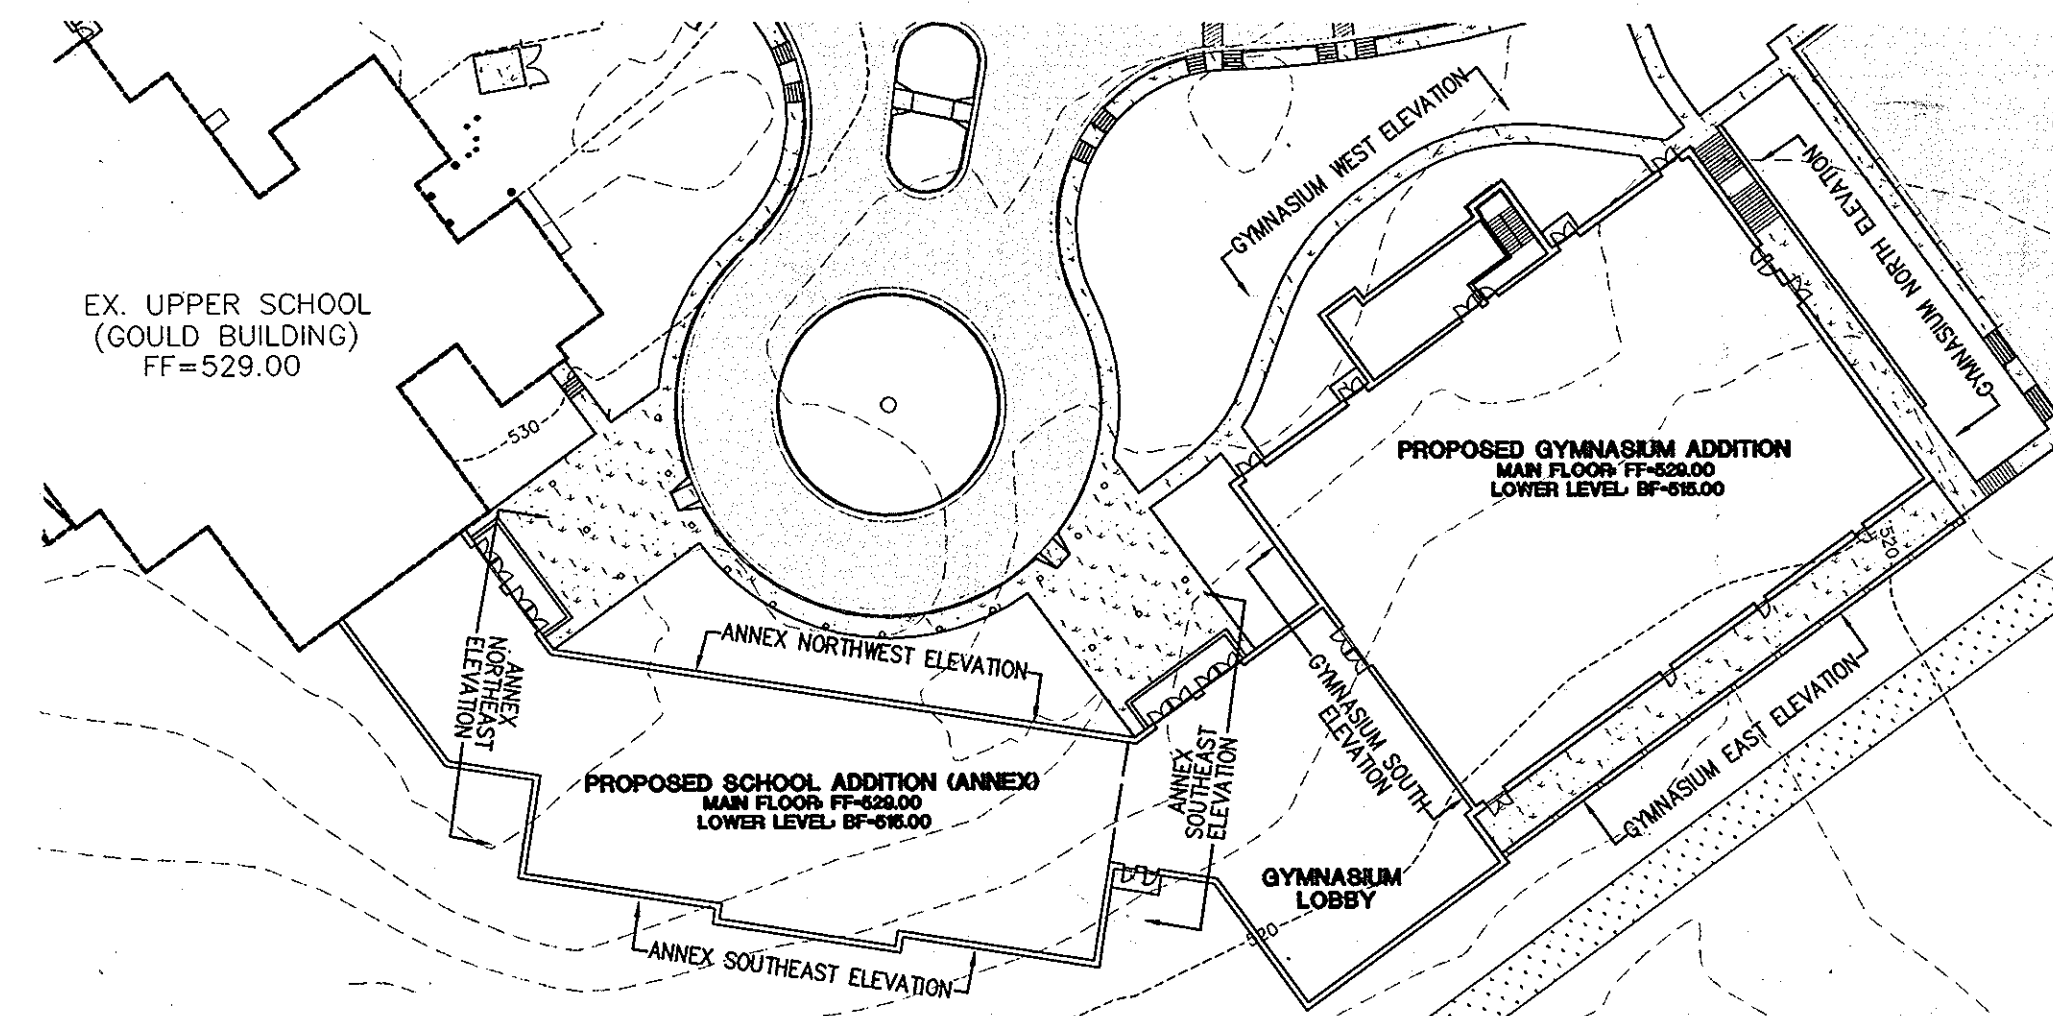 GYMNASIUM WEST ELEVATION
GYMNASIUM NORTH ELEVATION
EX. UPPER SCHOOL
(GOULD BUILDING)
FF=529.00
530
PROPOSED GYMNASIUM ADDITION
MAIN FLOOR: FF=529.00
LOWER LEVEL: BF=515.00
520
ANNEX
NORTHEAST
ELEVATION
ANNEX NORTHWEST ELEVATION
GYMNASIUM SOUTH
ELEVATION
GYMNASIUM EAST ELEVATION
ANNEX
SOUTHEAST
ELEVATION
PROPOSED SCHOOL ADDITION (ANNEX)
MAIN FLOOR: FF=529.00
LOWER LEVEL: BF=515.00
GYMNASIUM
LOBBY
520
ANNEX SOUTHEAST ELEVATION